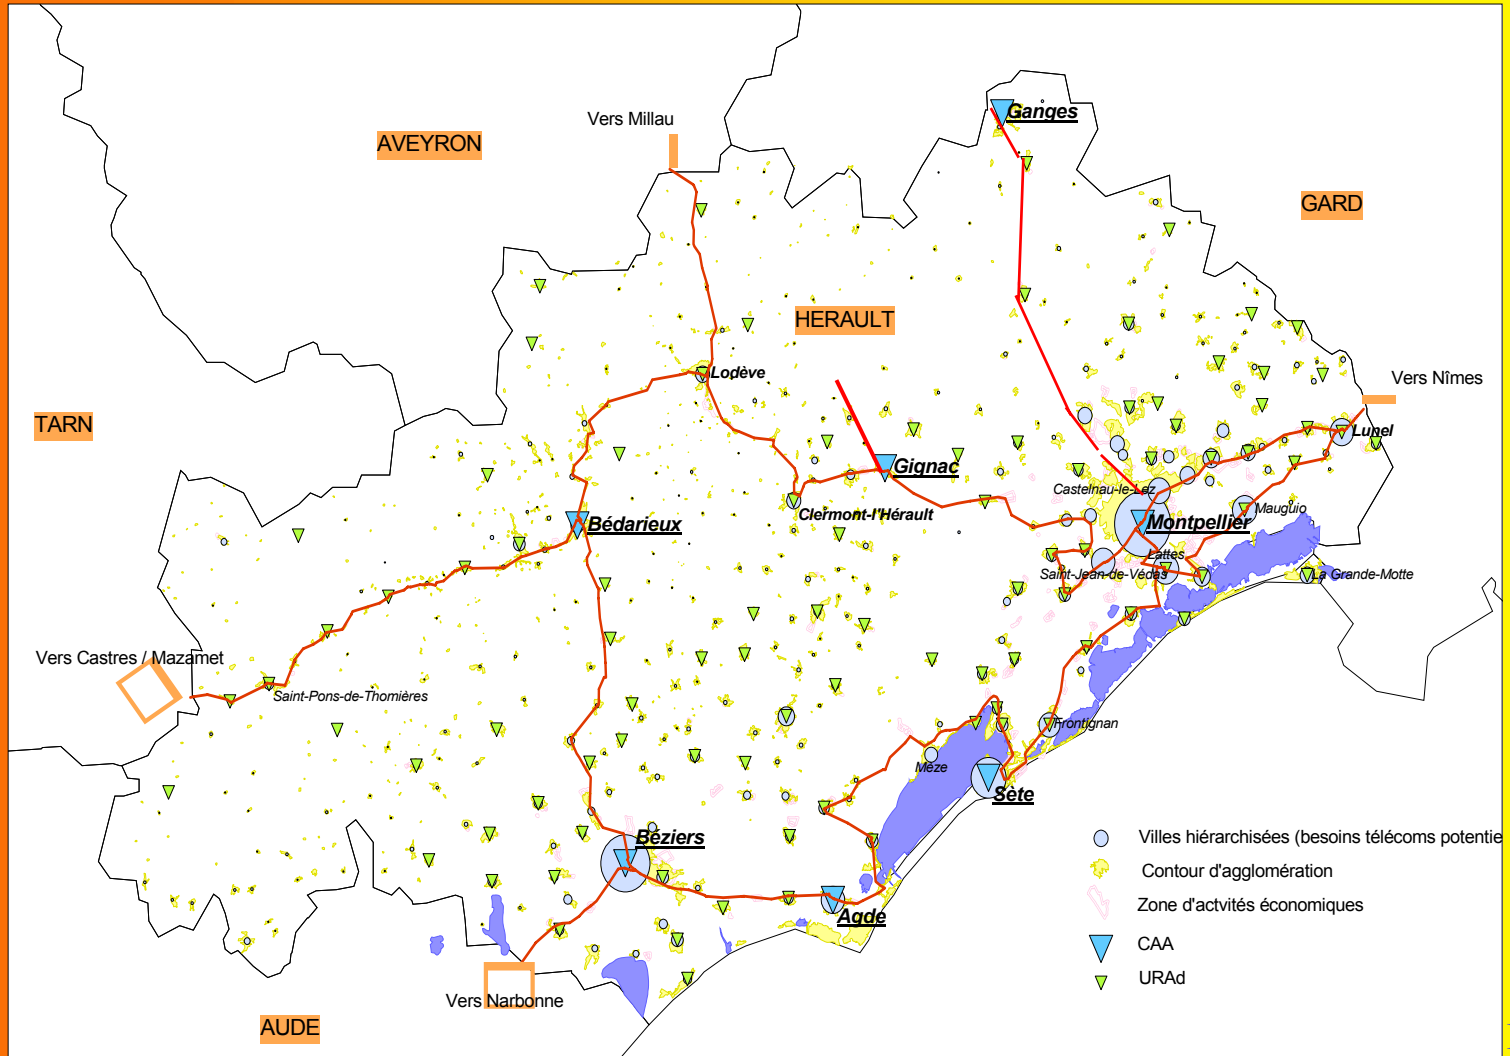 Ganges
Vers Millau
AVEYRON
GARD
HERAULT
Lodève
Vers Nîmes
TARN
Lunel
Gignac
Castelnau-le-Lez
Clermont-l'Hérault
Mauguio
Bédarieux
Montpellier
Lattes
Saint-Jean-de-Védas
La Grande-Motte
Vers Castres / Mazamet
Saint-Pons-de-Thomières
Frontignan
Mèze
Sète
Béziers
Villes hiérarchisées (besoins télécoms potentie
Contour d'agglomération
Zone d'actvités économiques
Agde
CAA
URAd
Vers Narbonne
AUDE